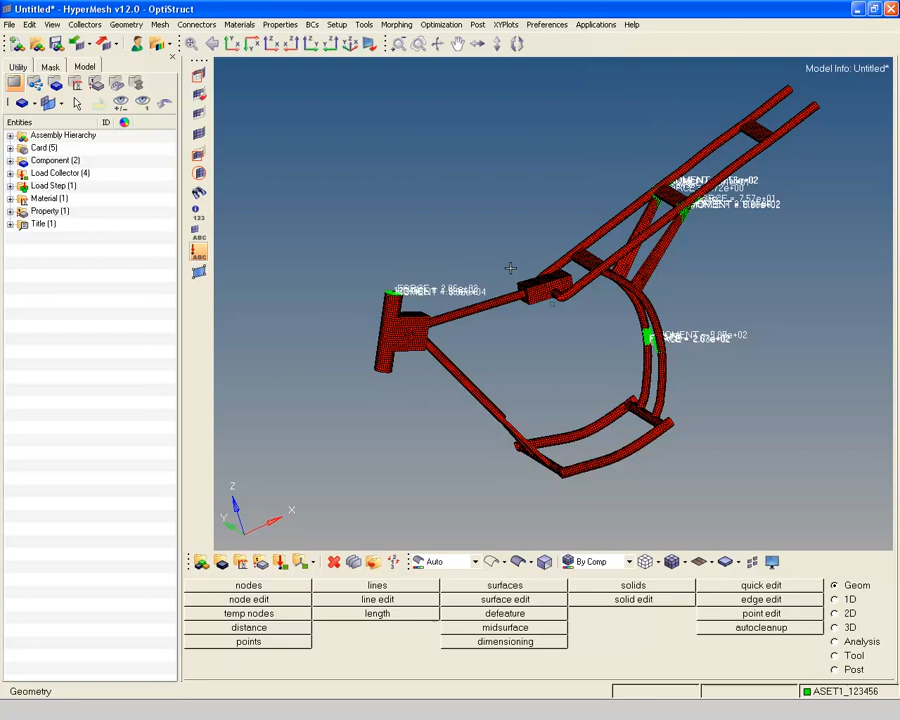 Untitled* - HyperMesh v12.0 - OptiStruct
File Edit View Collectors Geometry Mesh Connectors Materials Properties BCs Setup Tools Morphing Optimization Post XYPlots Preferences Applications Help
Utility Mask Model
Model Info: Untitled*
Entities ID
Assembly Hierarchy
Card (5)
Component (2)
Load Collector (4)
Load Step (1)
Material (1)
Property (1)
Title (1)
123
ABC
ABC
Z
X
Y
Auto
By Comp
nodes lines surfaces solids quick edit Geom
node edit line edit surface edit solid edit edge edit 1D
temp nodes length defeature point edit 2D
distance midsurface autocleanup 3D
points dimensioning Analysis
Tool
Post
Geometry
ASET1_123456